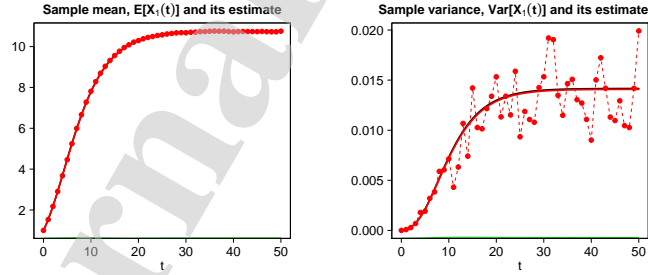 Sample mean, E[X₁(t)] and its estimate
10
8
6
4
2
0 10 20 30 40 50
t
Sample variance, Var[X₁(t)] and its estimate
0.020
0.015
0.010
0.005
0.000
0 10 20 30 40 50
t